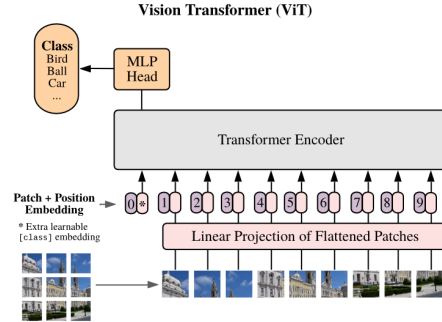 Vision Transformer (ViT)
Class
Bird
Ball
Car
...
MLP
Head
Transformer Encoder
Patch + Position
Embedding
0 * 1 2 3 4 5 6 7 8 9
* Extra learnable
[class] embedding
Linear Projection of Flattened Patches